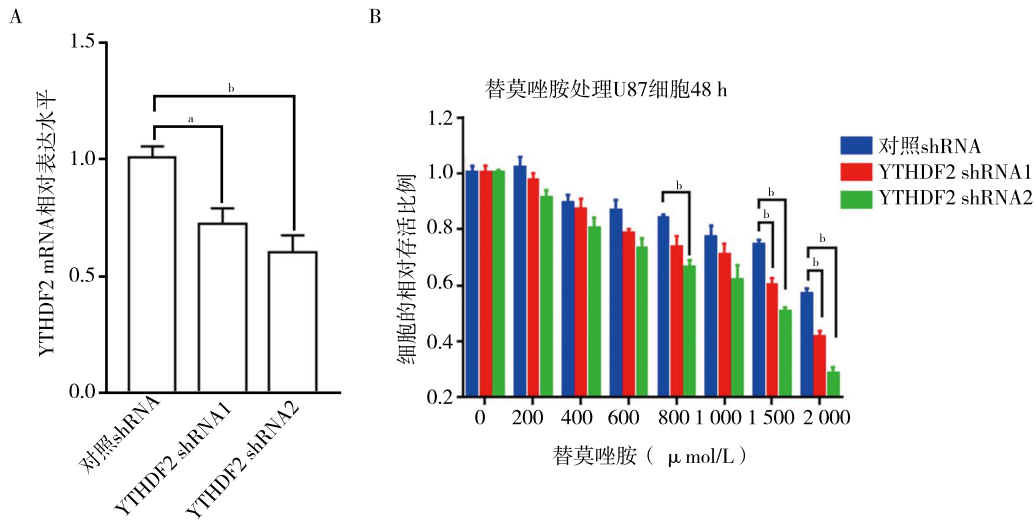 A
YTHDF2 mRNA相对表达水平
1.5
1.0
0.5
0.0
b
a
对照shRNA
YTHDF2 shRNA1
YTHDF2 shRNA2
B
替莫唑胺处理U87细胞48 h
细胞的相对存活比例
1.2
1.0
0.8
0.6
0.4
0.2
b
b
b
b
b
对照shRNA
YTHDF2 shRNA1
YTHDF2 shRNA2
0 200 400 600 800 1 000 1 500 2 000
替莫唑胺（ μ mol/L）